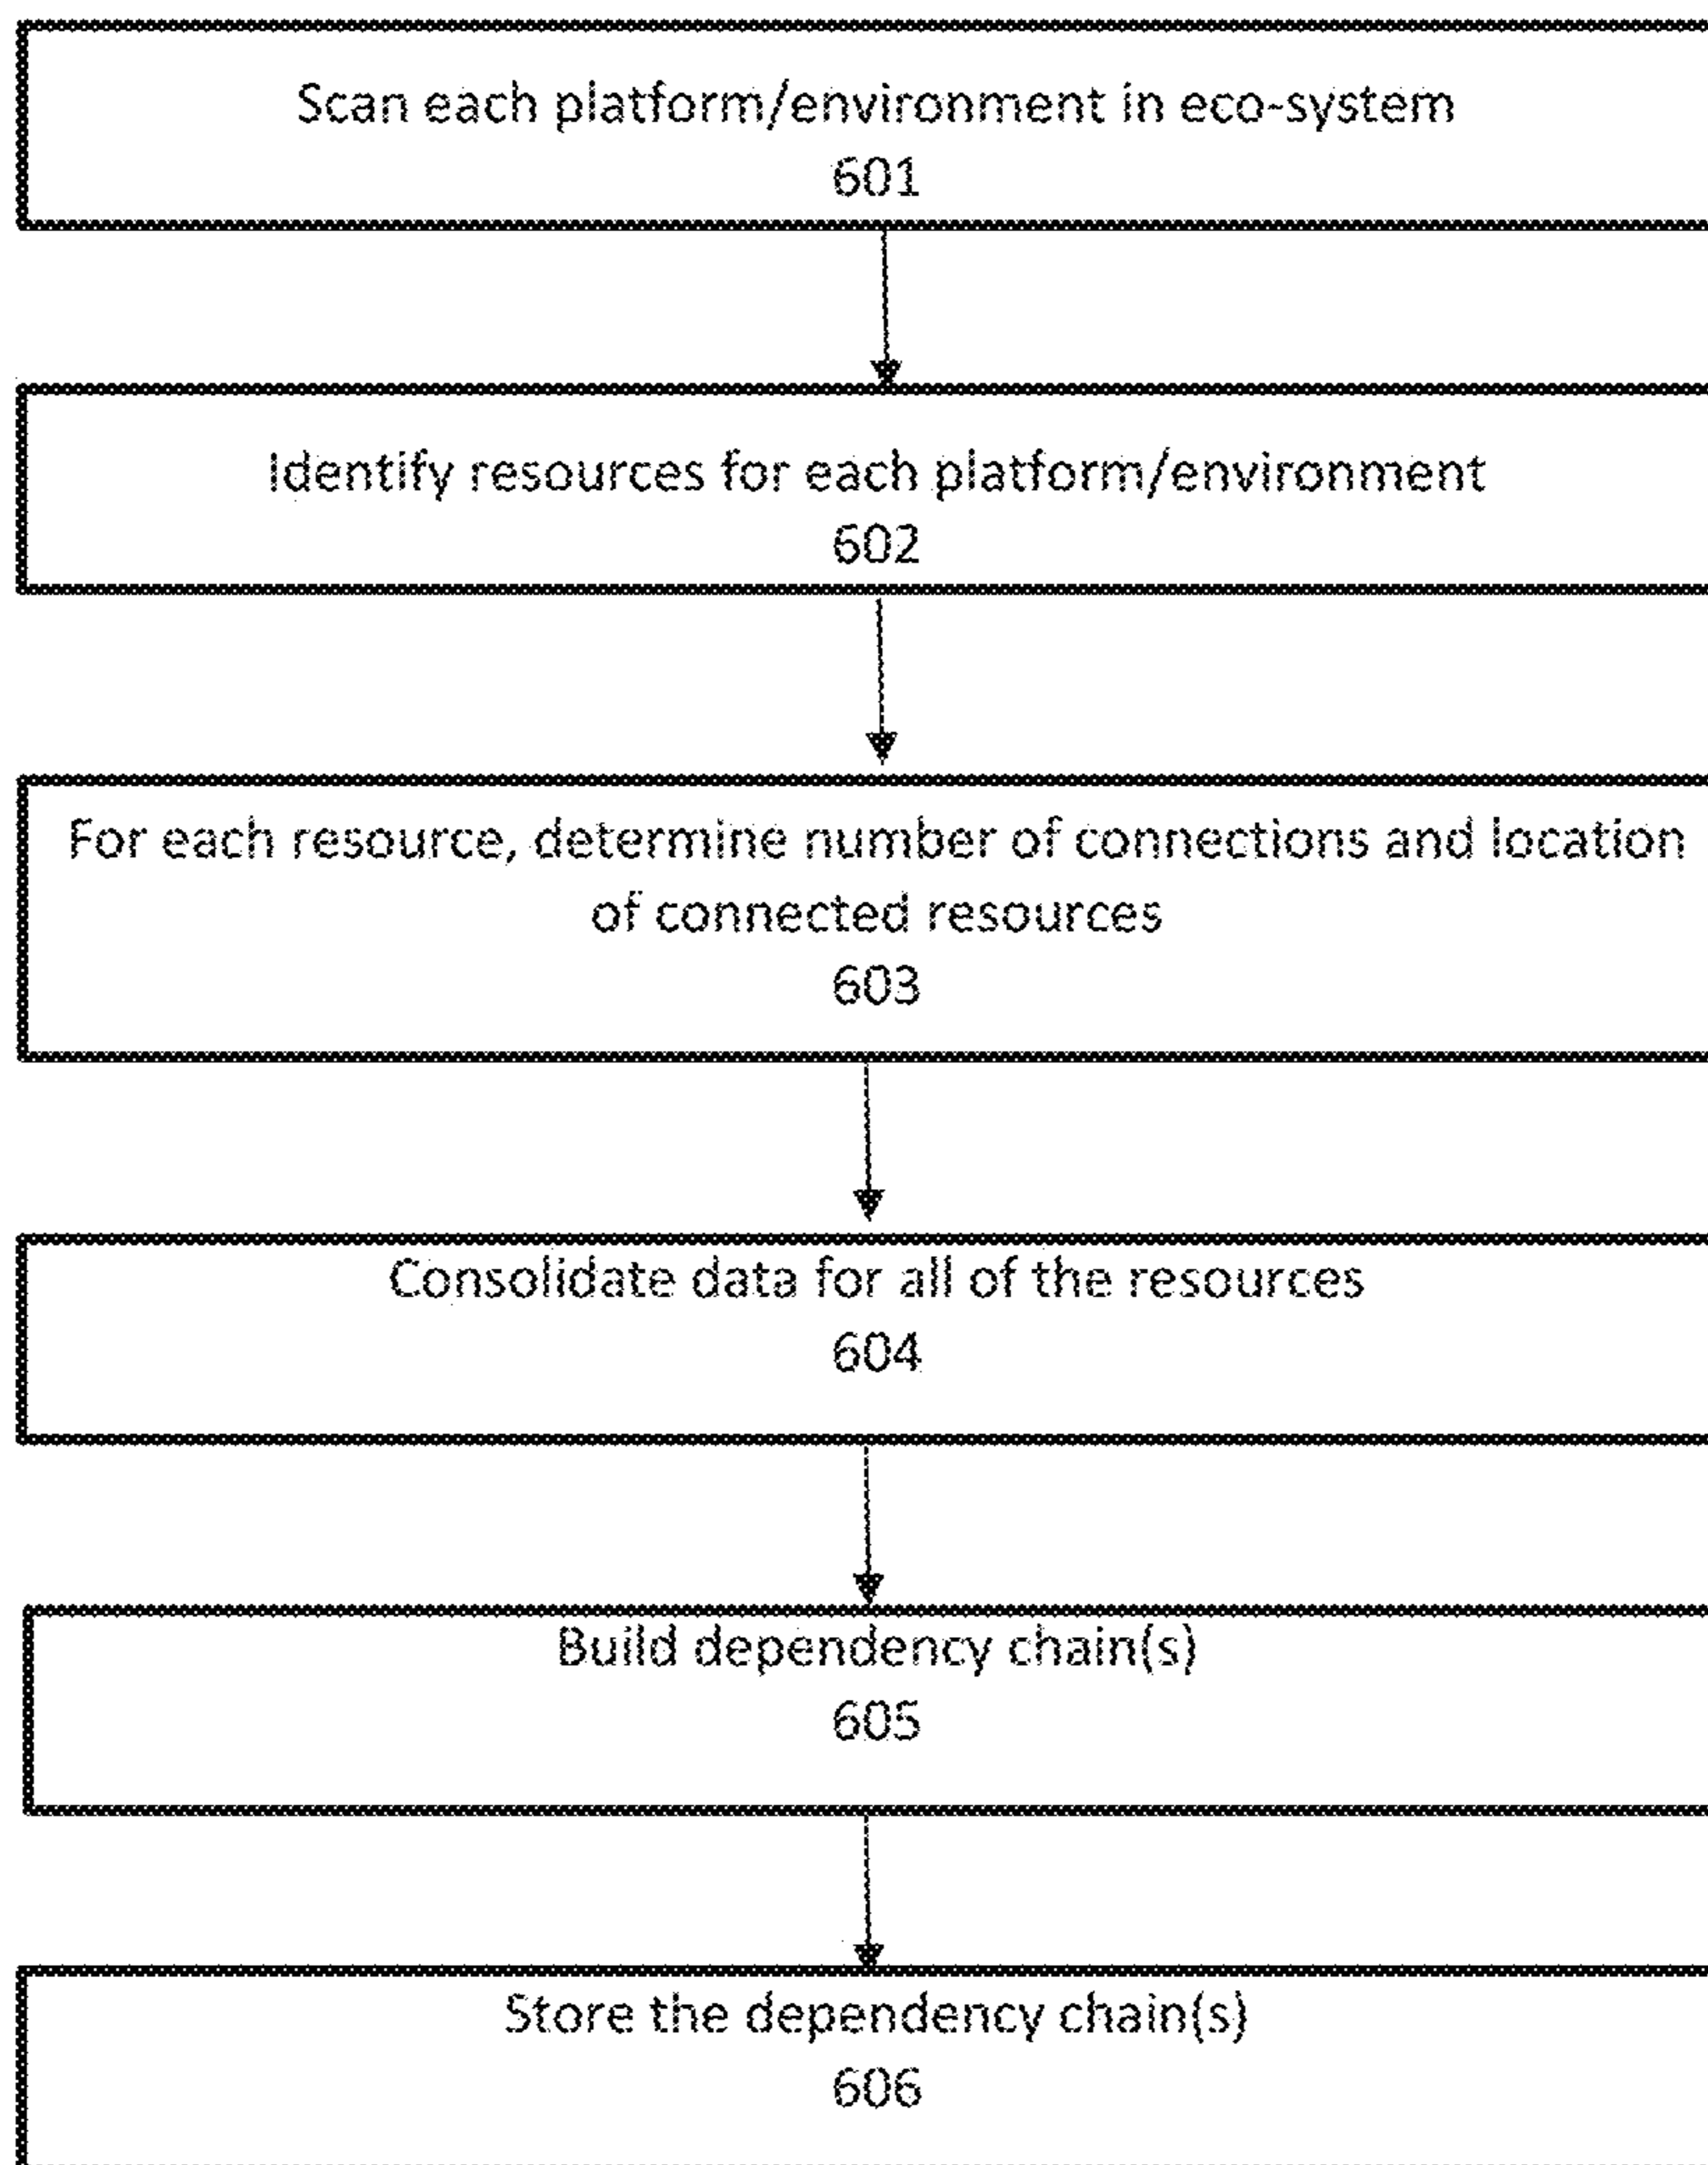 Scan each platform/environment in eco-system
601
Identify resources for each platform/environment
602
For each resource, determine number of connections and location
of connected resources
603
Consolidate data for all of the resources
604
Build dependency chain(s)
605
Store the dependency chain(s)
606